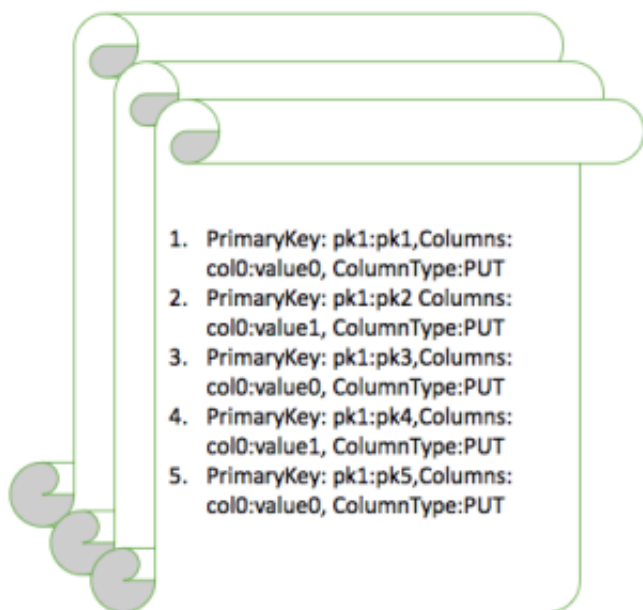 1. PrimaryKey: pk1:pk1,Columns:
col0:value0, ColumnType:PUT
2. PrimaryKey: pk1:pk2 Columns:
col0:value1, ColumnType:PUT
3. PrimaryKey: pk1:pk3,Columns:
col0:value0, ColumnType:PUT
4. PrimaryKey: pk1:pk4,Columns:
col0:value1, ColumnType:PUT
5. PrimaryKey: pk1:pk5,Columns:
col0:value0, ColumnType:PUT